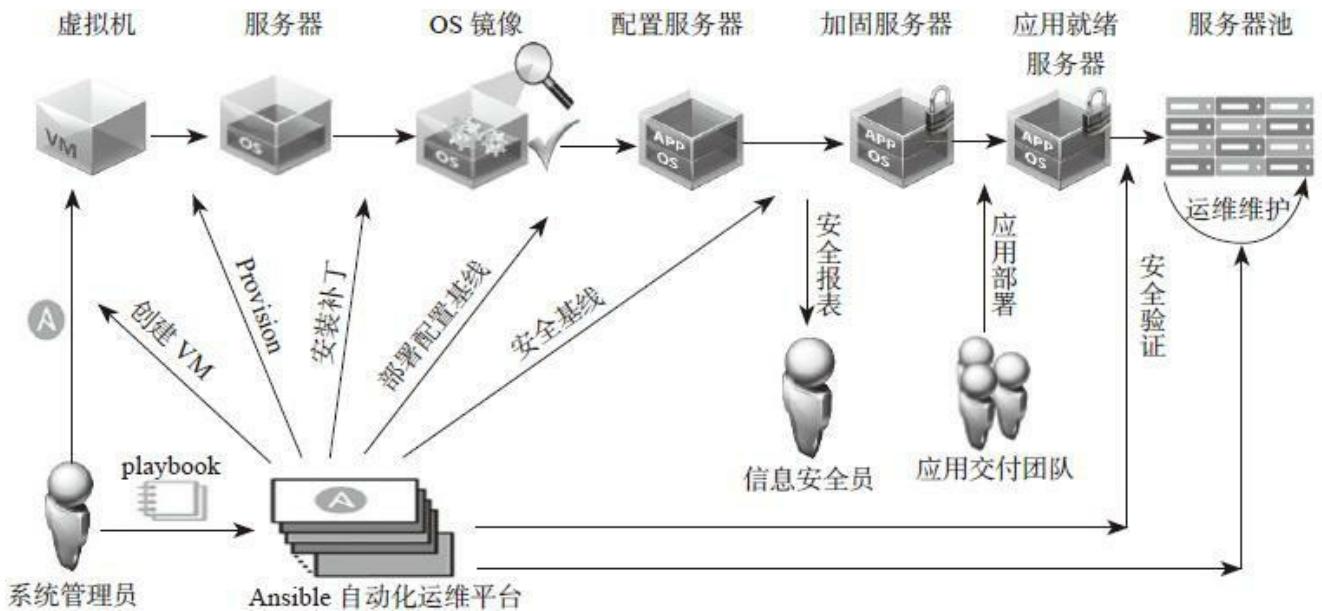 虚拟机
服务器
OS 镜像
配置服务器
加固服务器
应用就绪
服务器
服务器池
VM
OS
OS
APP
OS
APP
OS
APP
OS
运维维护
创建 VM
Provision
安装补丁
部署配置基线
安全基线
安全报表
应用部署
安全验证
A
playbook
A
信息安全员
应用交付团队
系统管理员
Ansible 自动化运维平台